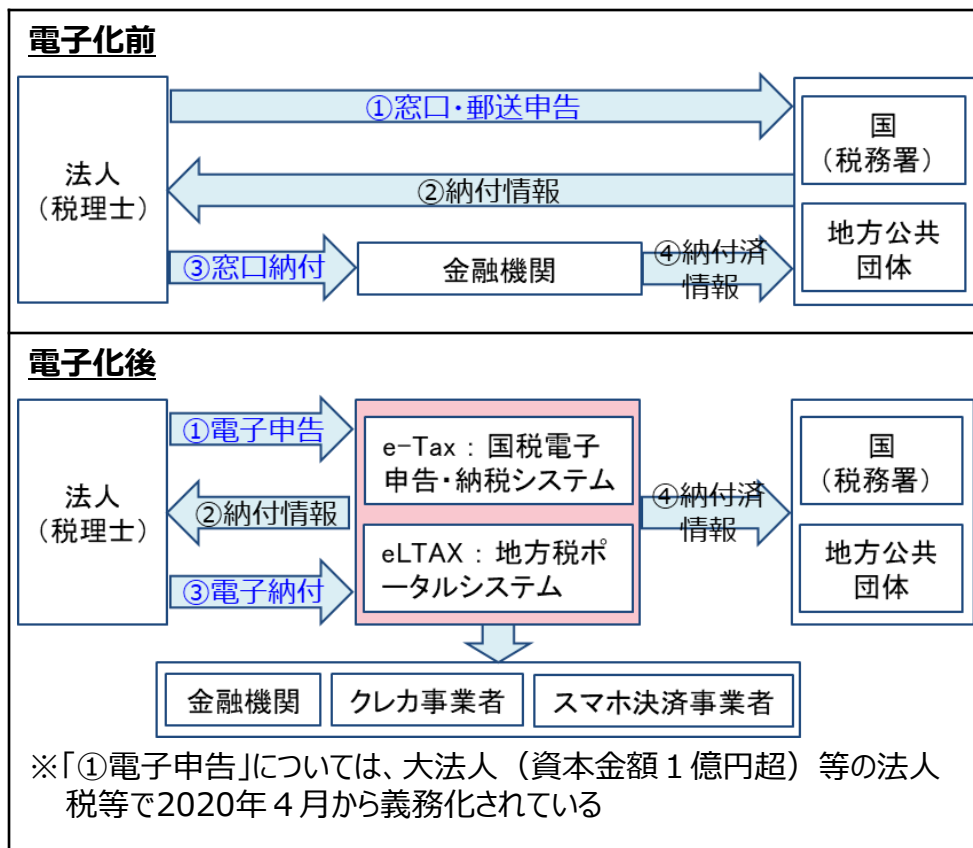 電子化前
①窓口・郵送申告
法人
（税理士）
国
（税務署）
②納付情報
地方公共
団体
③窓口納付
金融機関
④納付済
情報
電子化後
①電子申告
e-Tax：国税電子
申告・納税システム
法人
（税理士）
国
（税務署）
②納付情報
④納付済
情報
eLTAX：地方税ポ
ータルシステム
地方公共
団体
③電子納付
金融機関
クレカ事業者
スマホ決済事業者
※「①電子申告」については、大法人（資本金額１億円超）等の法人
税等で2020年４月から義務化されている